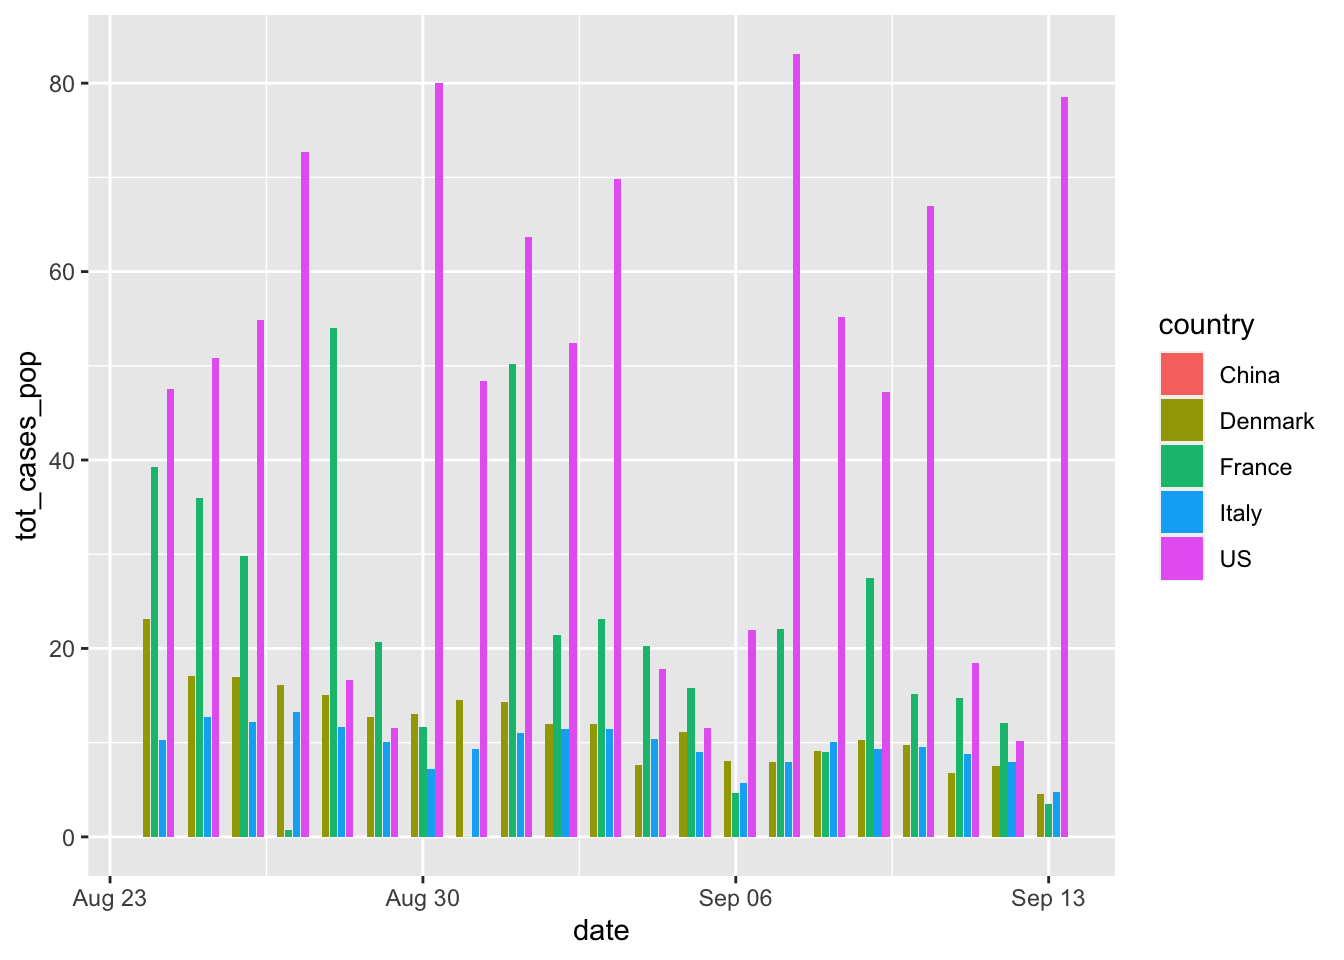 tot_cases_pop
80
60
40
20
0
Aug 23
Aug 30
Sep 06
Sep 13
date
country
China
Denmark
France
Italy
US